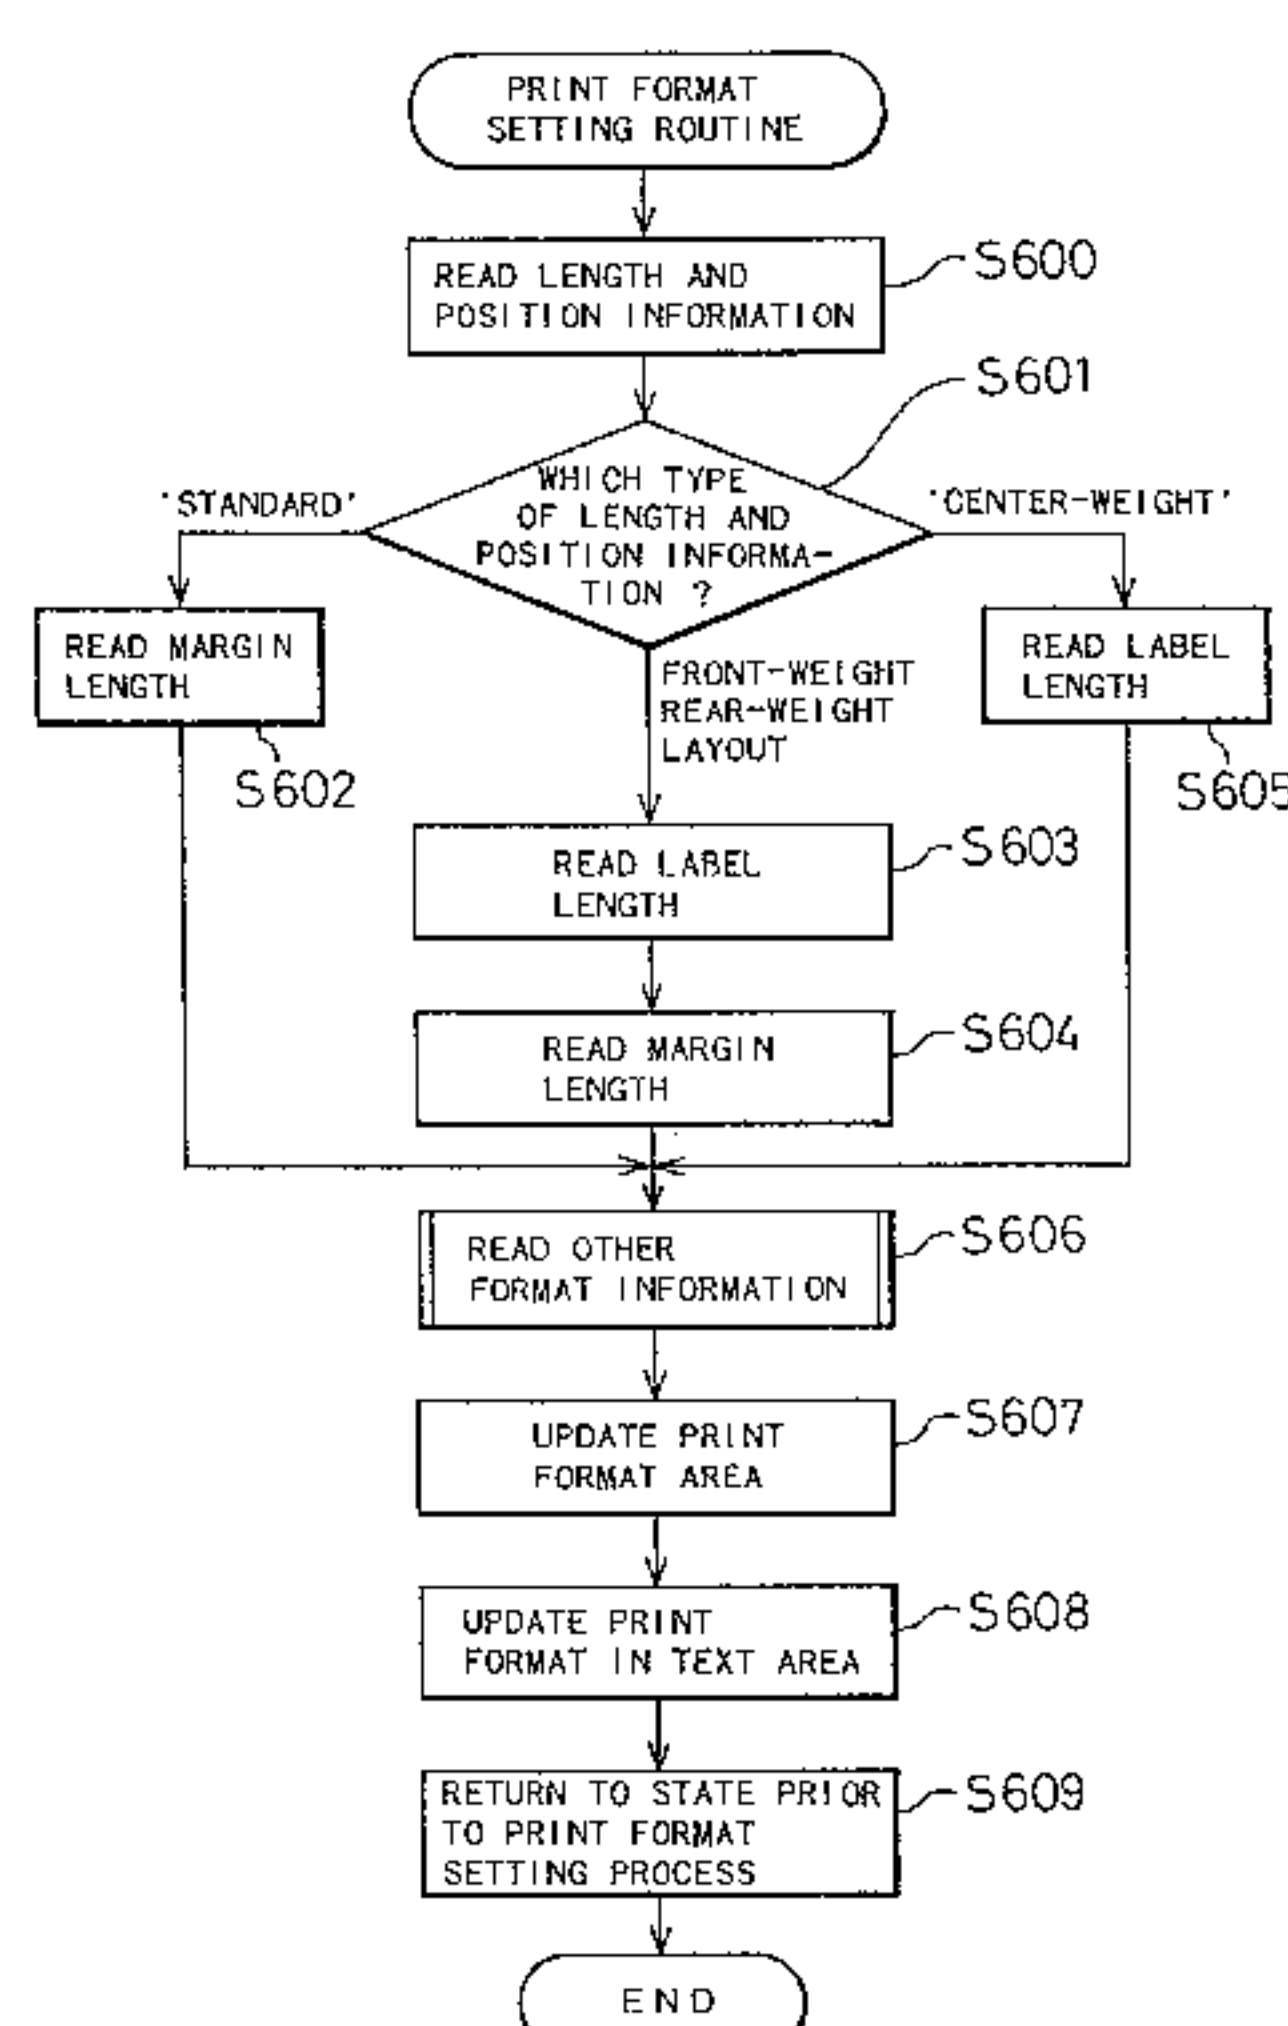 PRINT FORMAT
SETTING ROUTINE
READ LENGTH AND
POSITION INFORMATION
S600
S601
WHICH TYPE
OF LENGTH AND
POSITION INFORMA-
TION ?
'STANDARD'
'CENTER-WEIGHT'
READ MARGIN
LENGTH
S602
FRONT-WEIGHT
REAR-WEIGHT
LAYOUT
READ LABEL
LENGTH
S605
READ LABEL
LENGTH
S603
READ MARGIN
LENGTH
S604
READ OTHER
FORMAT INFORMATION
S606
UPDATE PRINT
FORMAT AREA
S607
UPDATE PRINT
FORMAT IN TEXT AREA
S608
RETURN TO STATE PRIOR
TO PRINT FORMAT
SETTING PROCESS
S609
END